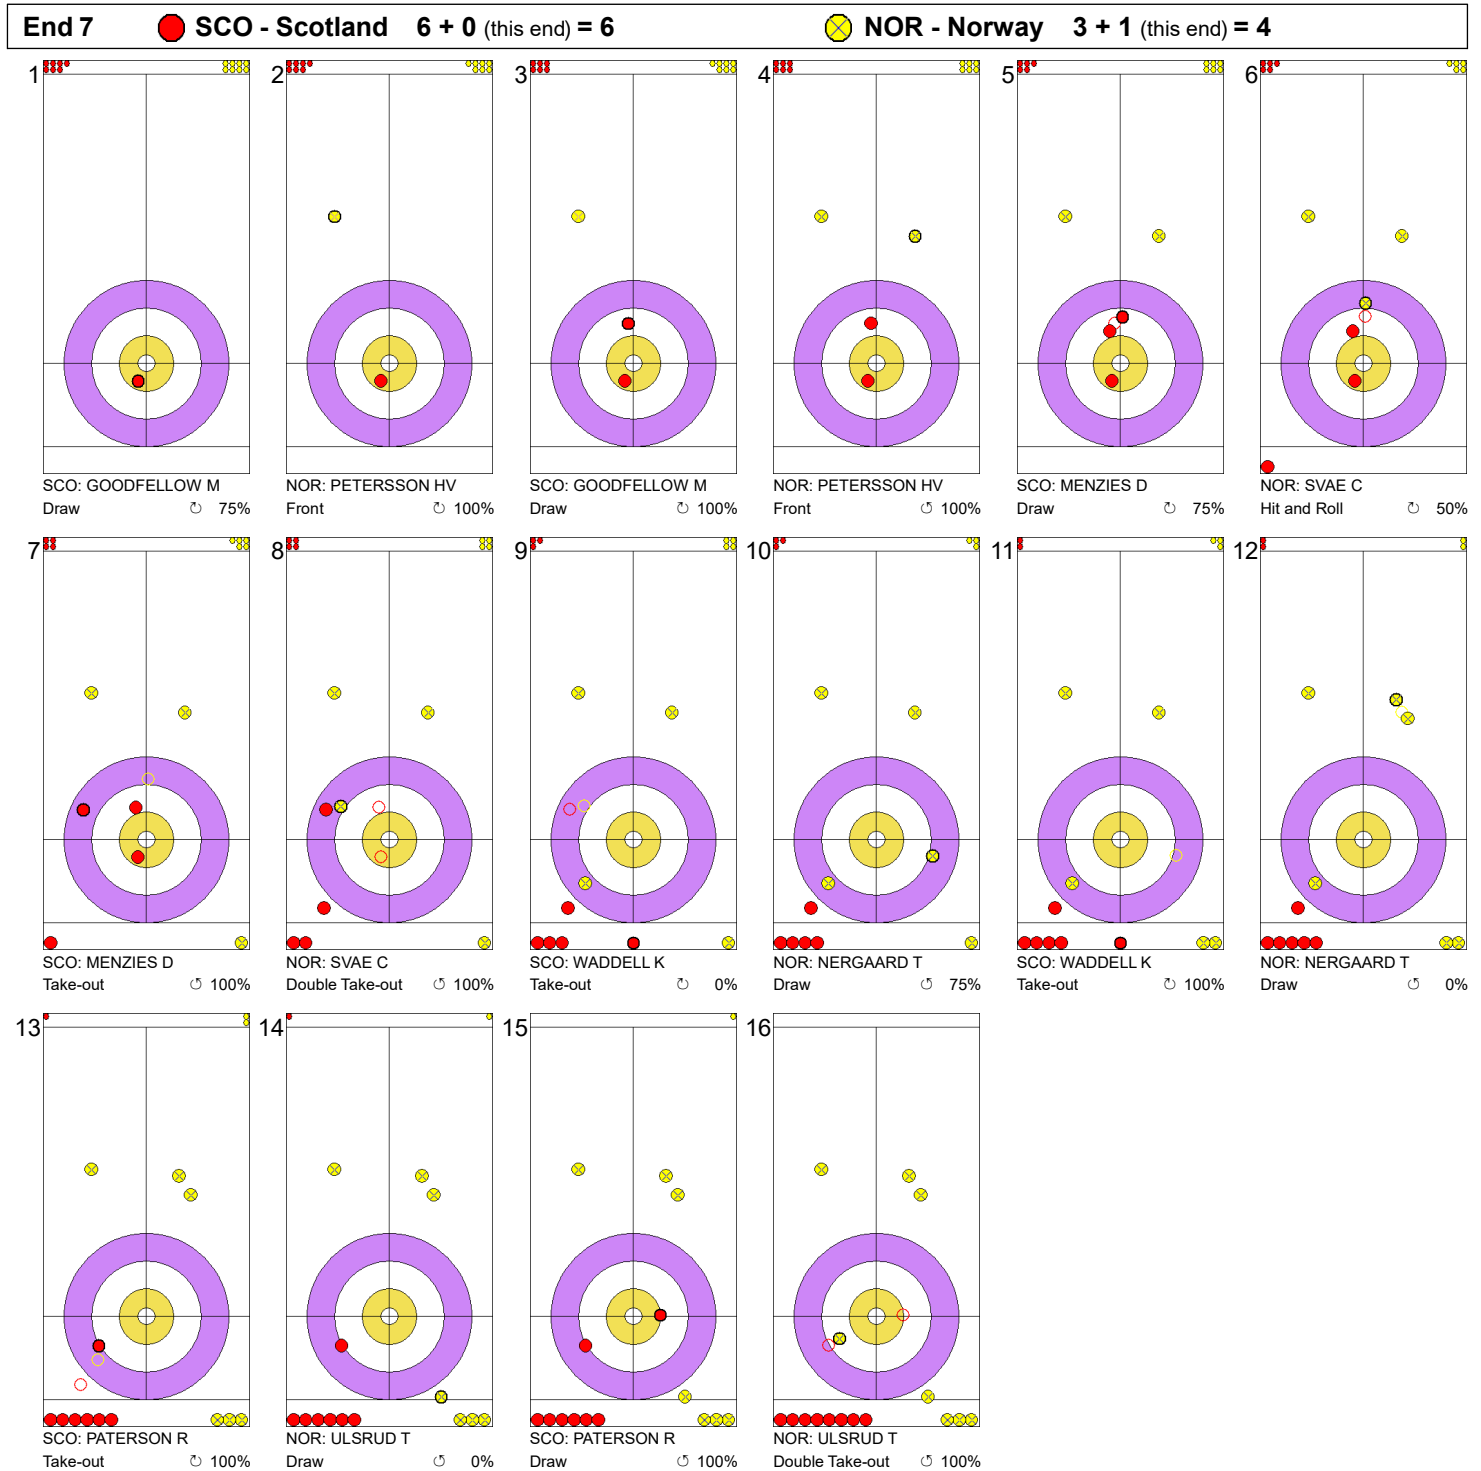 End 7 SCO - Scotland 6 + 0 (this end) = 6 NOR - Norway 3 + 1 (this end) = 4
1 2 3 4 5 6
SCO: GOODFELLOW M NOR: PETERSSON HV SCO: GOODFELLOW M NOR: PETERSSON HV SCO: MENZIES D NOR: SVAE C
Draw ↻ 75% Front ↻ 100% Draw ↻ 100% Front ↺ 100% Draw ↻ 75% Hit and Roll ↻ 50%
7 8 9 10 11 12
SCO: MENZIES D NOR: SVAE C SCO: WADDELL K NOR: NERGAARD T SCO: WADDELL K NOR: NERGAARD T
Take-out ↺ 100% Double Take-out ↺ 100% Take-out ↻ 0% Draw ↺ 75% Take-out ↻ 100% Draw ↺ 0%
13 14 15 16
SCO: PATERSON R NOR: ULSRUD T SCO: PATERSON R NOR: ULSRUD T
Take-out ↻ 100% Draw ↺ 0% Draw ↺ 100% Double Take-out ↺ 100%